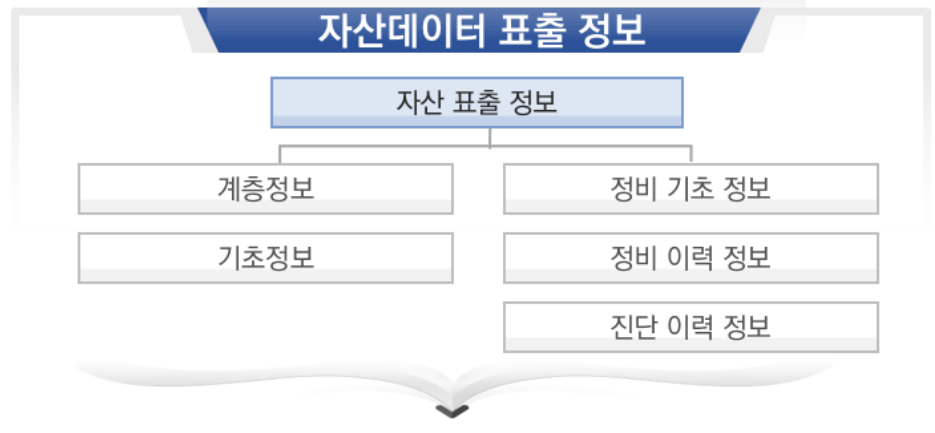 자산데이터 표출 정보
자산 표출 정보
계층정보
정비 기초 정보
기초정보
정비 이력 정보
진단 이력 정보